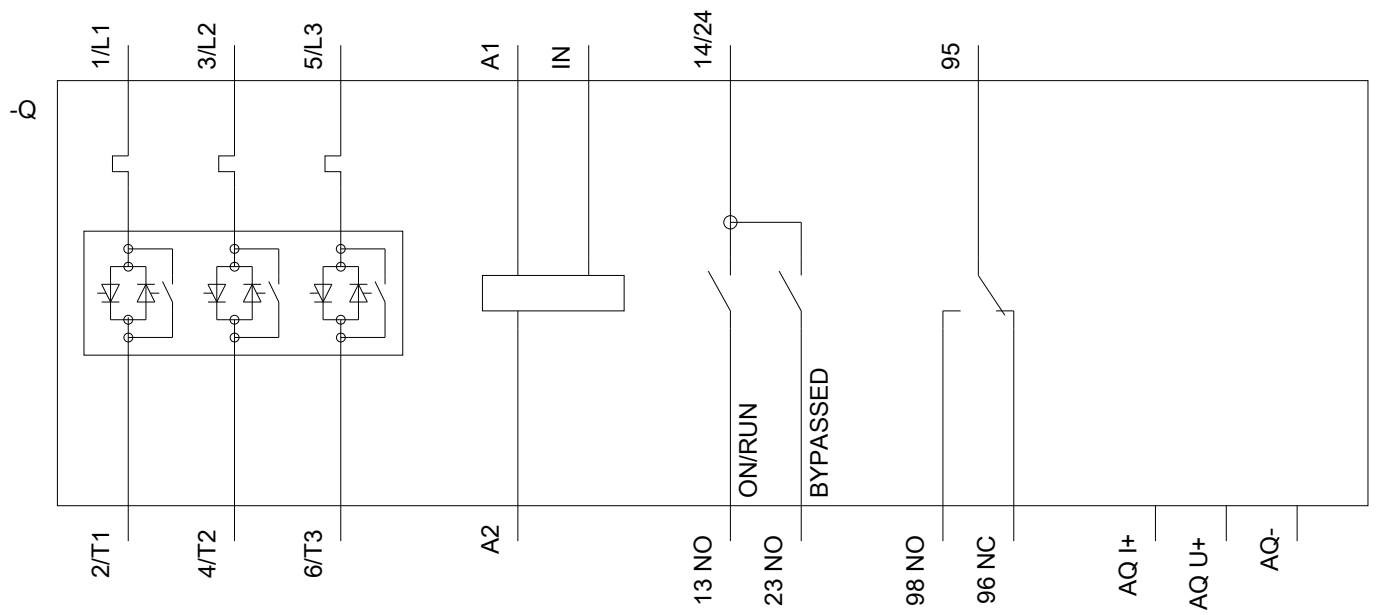 1/L1
3/L2
5/L3
A1
IN
14/24
95
-Q
ON/RUN
BYPASSED
2/T1
4/T2
6/T3
A2
13 NO
23 NO
98 NO
96 NC
AQ I+
AQ U+
AQ-